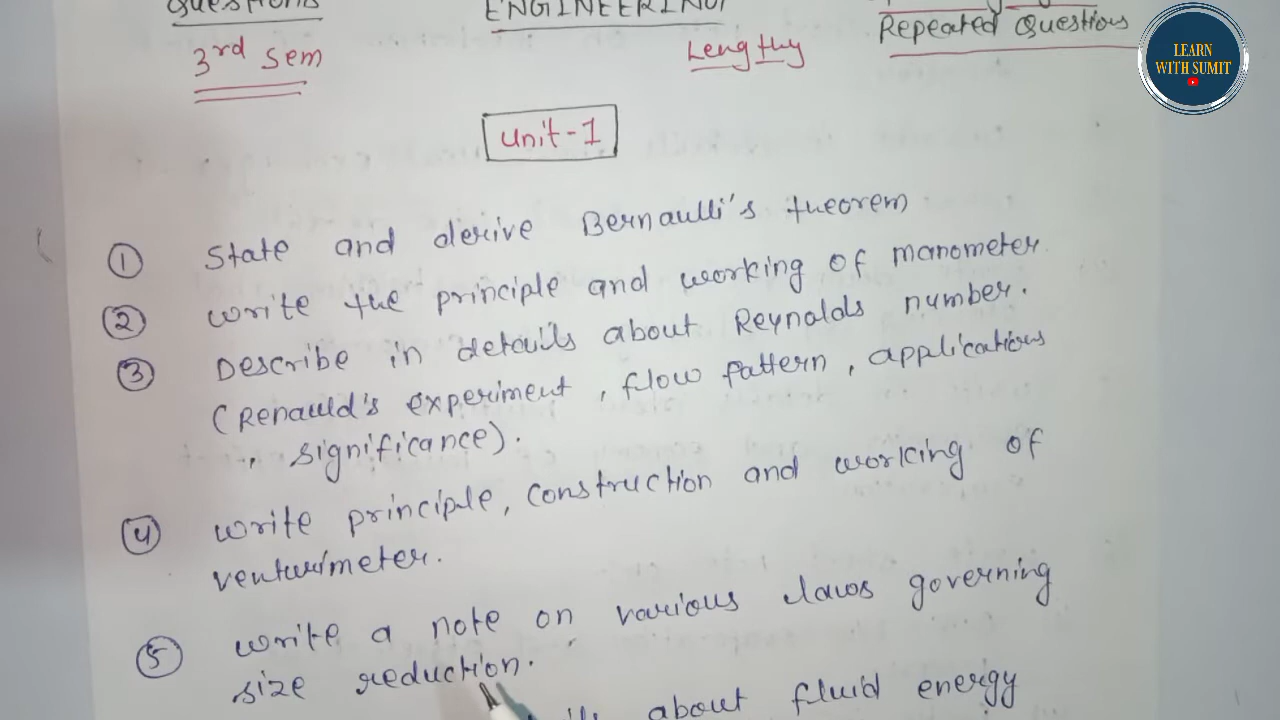 Questions
ENGINEERING
3rd Sem
Lengthy
Repeated Questions
LEARN
WITH SUMIT
Unit-1
① State and derive Bernaulli's theorem
② write the principle and working of manometer
③ Describe in details about Reynolds number.
(Renauld's experiment, flow pattern, applications
, significance).
④ write principle, construction and working of
venturimeter.
⑤ write a note on various laws governing
size reduction.
about fluid energy